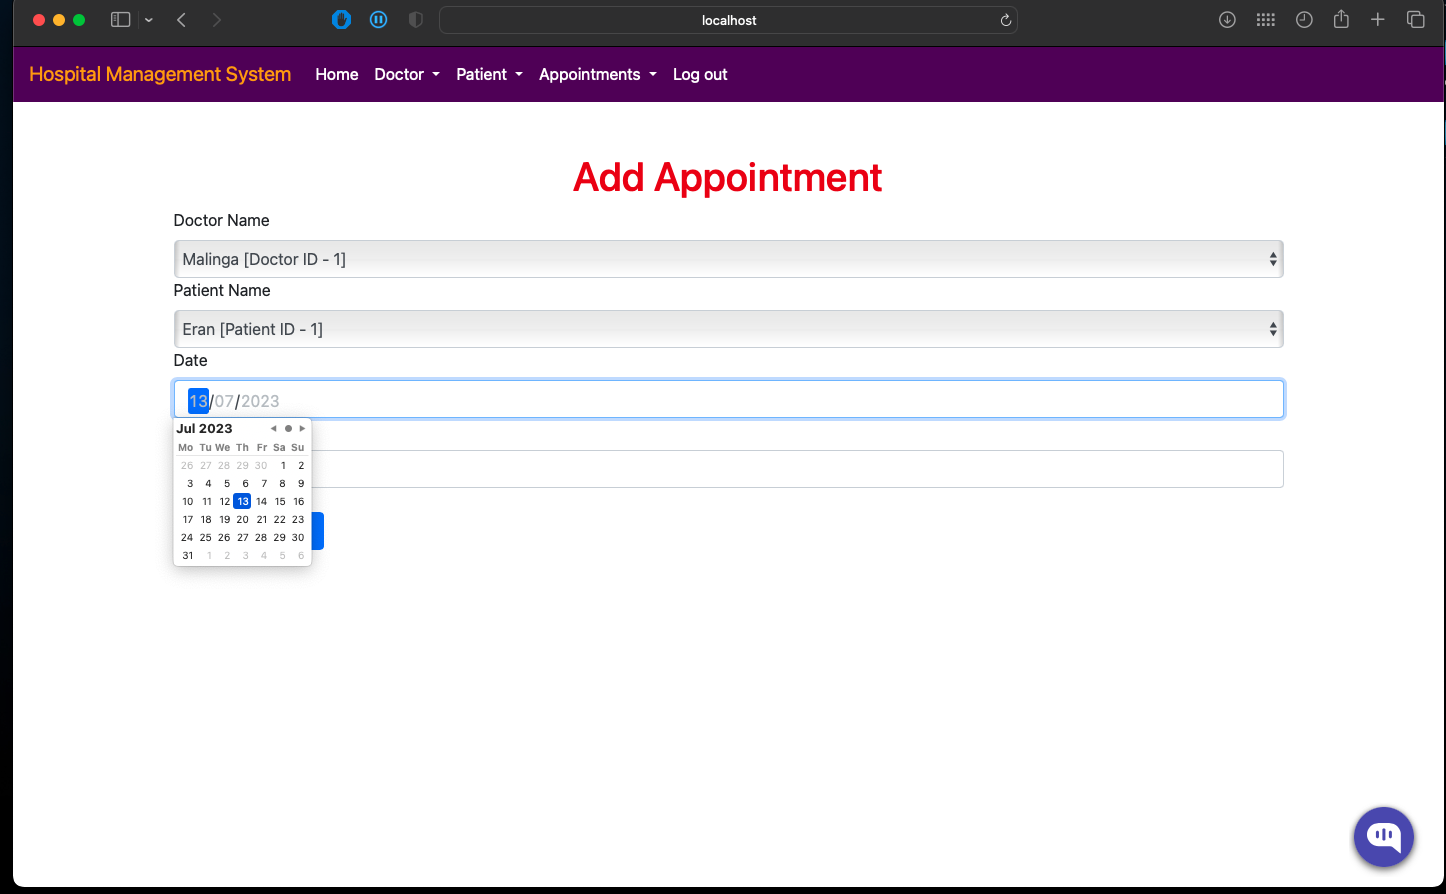 localhost
Hospital Management System Home Doctor Patient Appointments Log out
Add Appointment
Doctor Name
Malinga [Doctor ID - 1]
Patient Name
Eran [Patient ID - 1]
Date
13/07/2023
Jul 2023
Mo Tu We Th Fr Sa Su
26 27 28 29 30 1 2
3 4 5 6 7 8 9
10 11 12 13 14 15 16
17 18 19 20 21 22 23
24 25 26 27 28 29 30
31 1 2 3 4 5 6